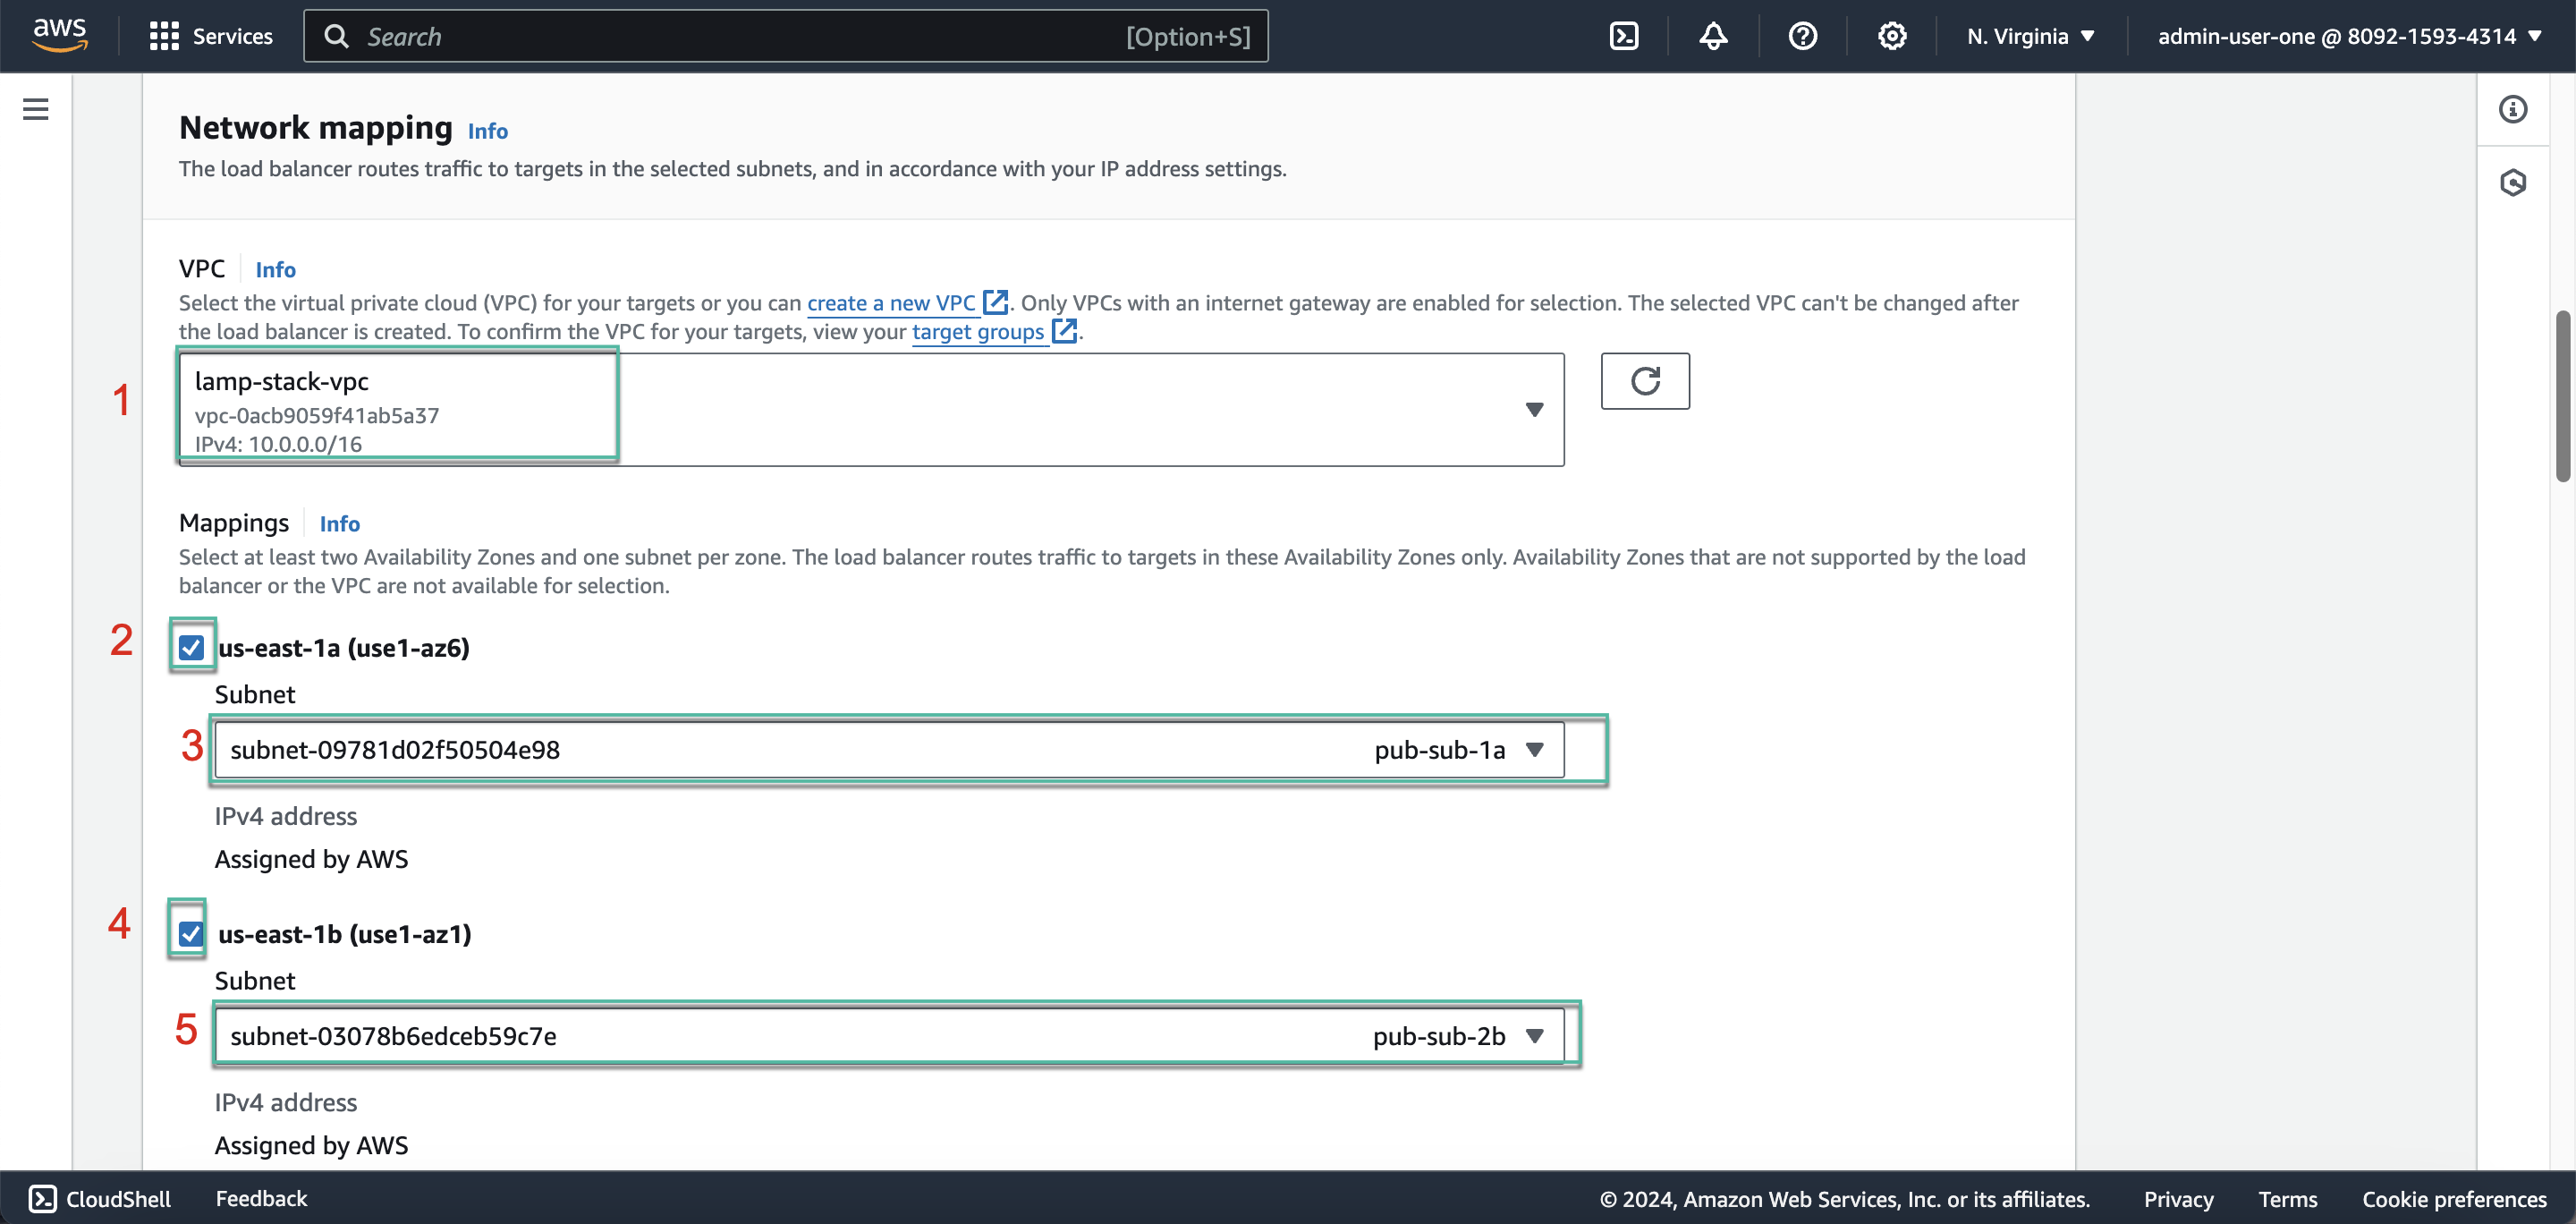 aws
Services
Search
[Option+S]
N. Virginia
admin-user-one @ 8092-1593-4314
Network mapping Info
The load balancer routes traffic to targets in the selected subnets, and in accordance with your IP address settings.
VPC Info
Select the virtual private cloud (VPC) for your targets or you can create a new VPC. Only VPCs with an internet gateway are enabled for selection. The selected VPC can't be changed after
the load balancer is created. To confirm the VPC for your targets, view your target groups.
1
lamp-stack-vpc
vpc-0acb9059f41ab5a37
IPv4: 10.0.0.0/16
Mappings Info
Select at least two Availability Zones and one subnet per zone. The load balancer routes traffic to targets in these Availability Zones only. Availability Zones that are not supported by the load
balancer or the VPC are not available for selection.
2
us-east-1a (use1-az6)
Subnet
3
subnet-09781d02f50504e98 pub-sub-1a
IPv4 address
Assigned by AWS
4
us-east-1b (use1-az1)
Subnet
5
subnet-03078b6edceb59c7e pub-sub-2b
IPv4 address
Assigned by AWS
CloudShell
Feedback
© 2024, Amazon Web Services, Inc. or its affiliates.
Privacy
Terms
Cookie preferences